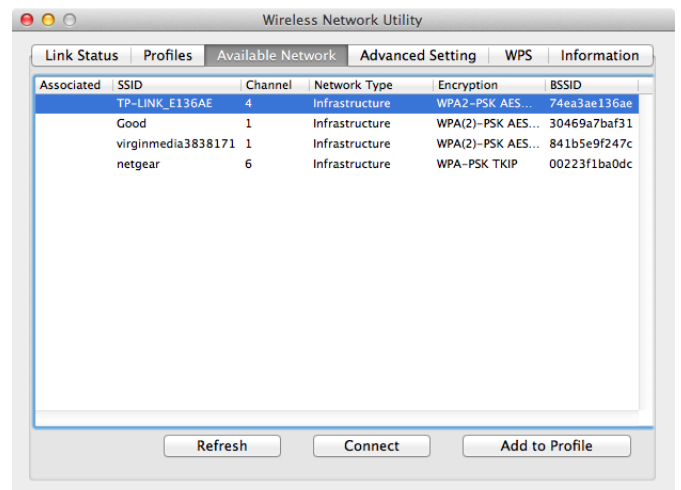 Wireless Network Utility
Link Status Profiles Available Network Advanced Setting WPS Information
Associated SSID Channel Network Type Encryption BSSID
TP-LINK_E136AE 4 Infrastructure WPA2-PSK AES... 74ea3ae136ae
Good 1 Infrastructure WPA(2)-PSK AES... 30469a7baf31
virginmedia3838171 1 Infrastructure WPA(2)-PSK AES... 841b5e9f247c
netgear 6 Infrastructure WPA-PSK TKIP 00223f1ba0dc
Refresh Connect Add to Profile